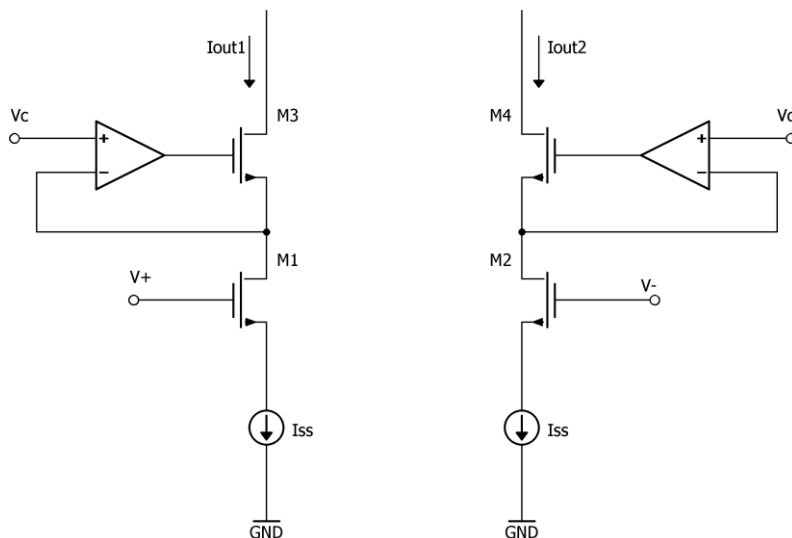 Iout1
Iout2
Vc
M3
M4
Vc
+
+
−
−
M1
M2
V+
V-
Iss
Iss
GND
GND